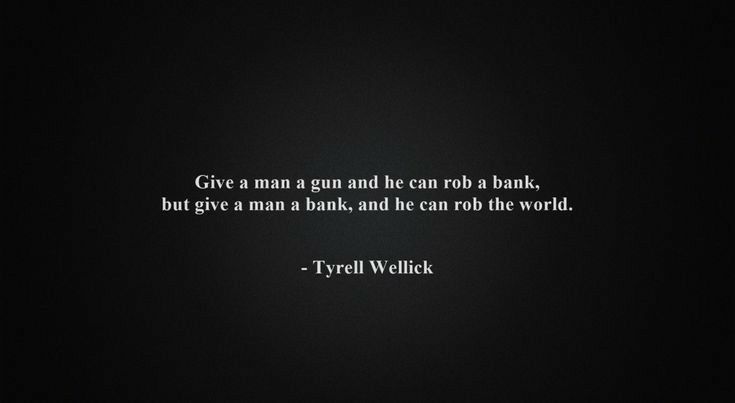 Give a man a gun and he can rob a bank,
but give a man a bank, and he can rob the world.
- Tyrell Wellick